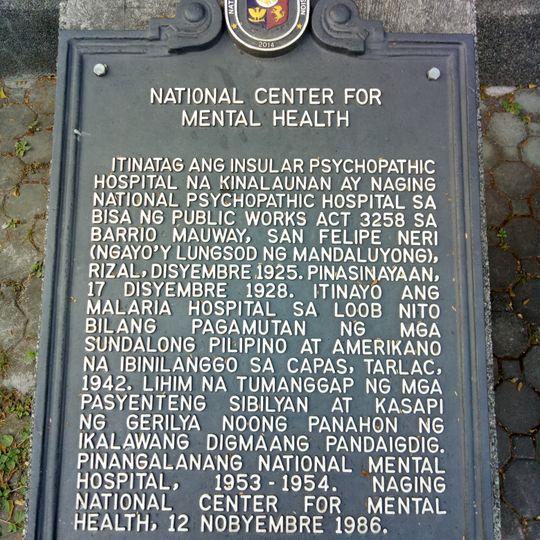 2014
NATIONAL CENTER FOR
MENTAL HEALTH
ITINATAG ANG INSULAR PSYCHOPATHIC
HOSPITAL NA KINALAUNAN AY NAGING
NATIONAL PSYCHOPATHIC HOSPITAL SA
BISA NG PUBLIC WORKS ACT 3258 SA
BARRIO MAUWAY, SAN FELIPE NERI
(NGAYO'Y LUNGSOD NG MANDALUYONG),
RIZAL, DISYEMBRE 1925. PINASINAYAAN,
17 DISYEMBRE 1928. ITINAYO ANG
MALARIA HOSPITAL SA LOOB NITO
BILANG PAGAMUTAN NG MGA
SUNDALONG PILIPINO AT AMERIKANO
NA IBINILANGGO SA CAPAS, TARLAC,
1942. LIHIM NA TUMANGGAP NG MGA
PASYENTENG SIBILYAN AT KASAPI
NG GERILYA NOONG PANAHON NG
IKALAWANG DIGMAANG PANDAIGDIG.
PINANGALANANG NATIONAL MENTAL
HOSPITAL, 1953-1954. NAGING
NATIONAL CENTER FOR MENTAL
HEALTH, 12 NOBYEMBRE 1986.